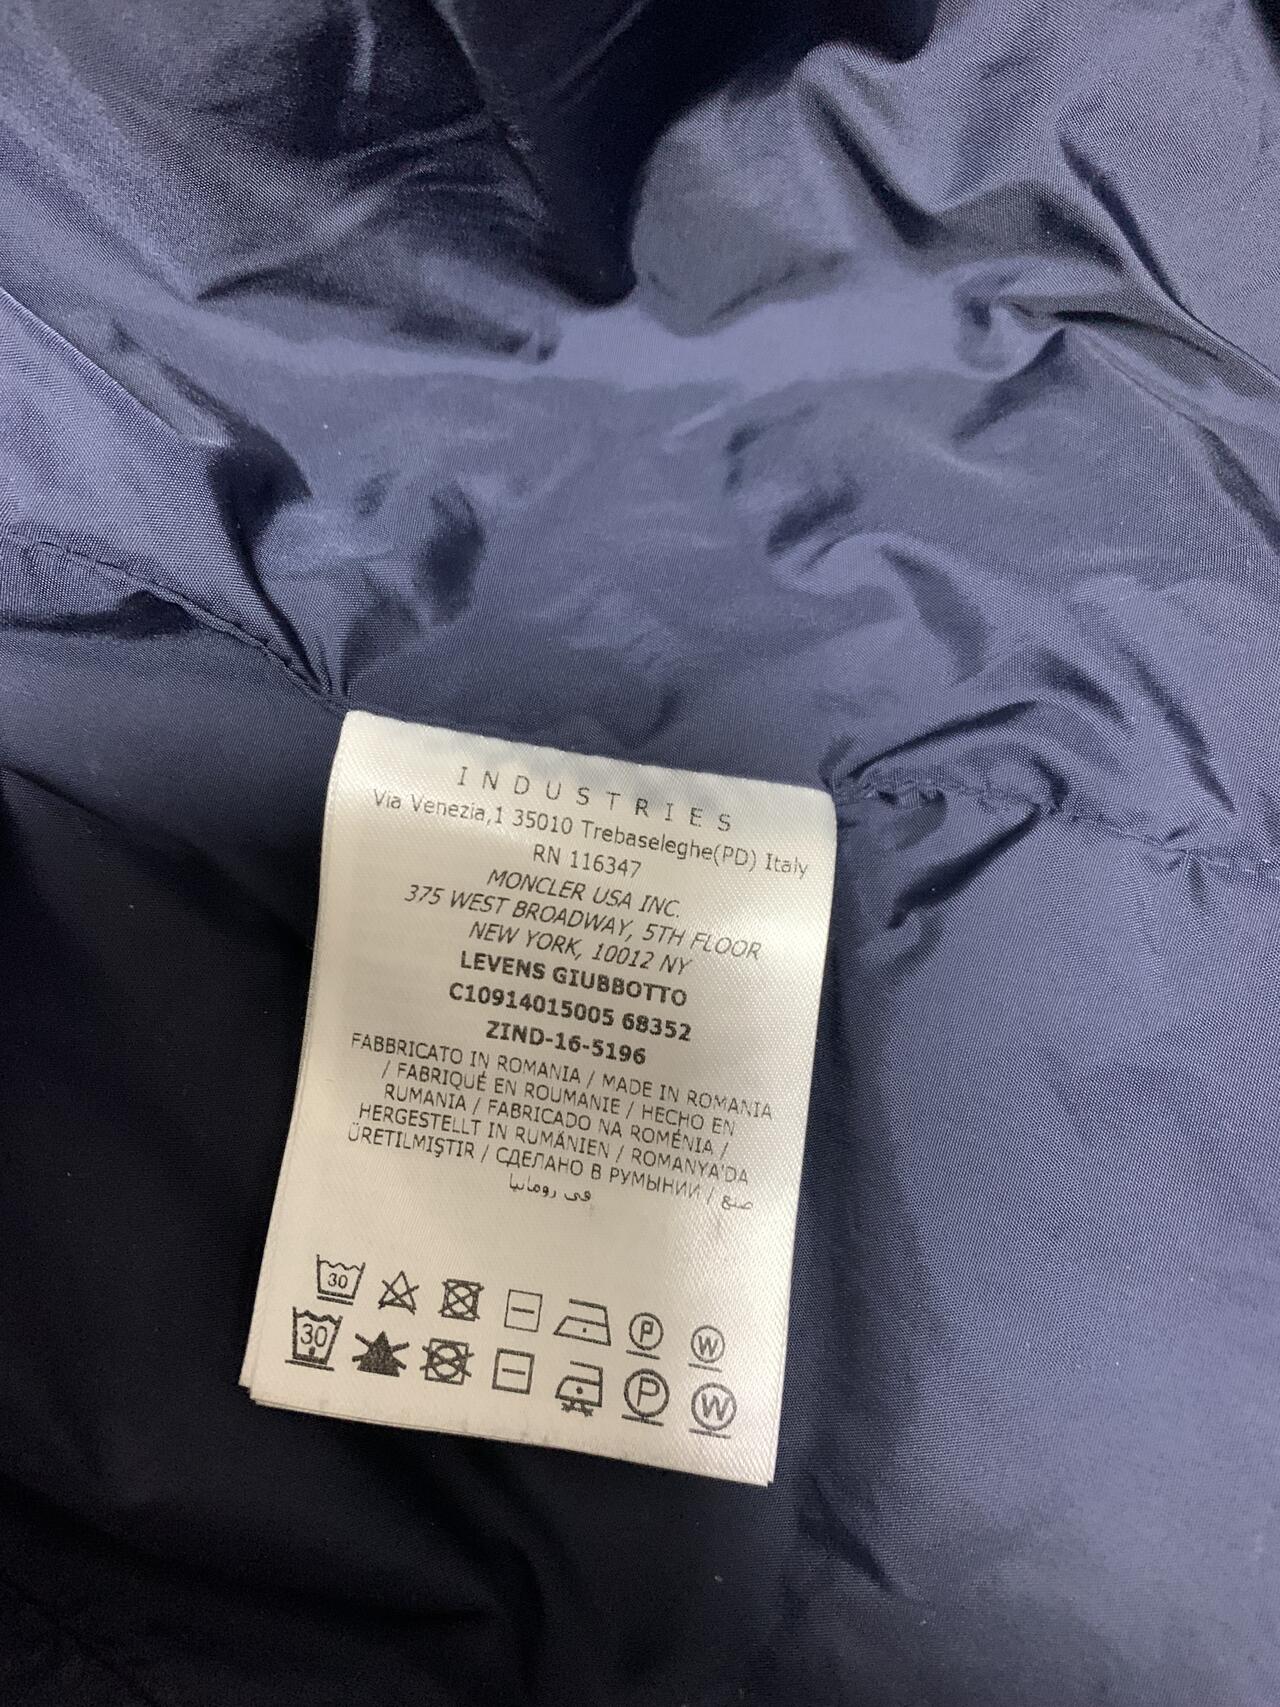 INDUSTRIES
Via Venezia,1 35010 Trebaseleghe(PD) Italy
RN 116347
MONCLER USA INC.
375 WEST BROADWAY, 5TH FLOOR
NEW YORK, 10012 NY
LEVENS GIUBBOTTO
C10914015005 68352
ZIND-16-5196
FABBRICATO IN ROMANIA / MADE IN ROMANIA
/ FABRIQUÉ EN ROUMANIE / HECHO EN
RUMANIA / FABRICADO NA ROMÉNIA /
HERGESTELLT IN RUMÄNIEN / ROMANYA'DA
ÜRETILMIŞTIR / СДЕЛАНО В РУМЫНИИ / صنع
في رومانيا
30 P W
30 P W